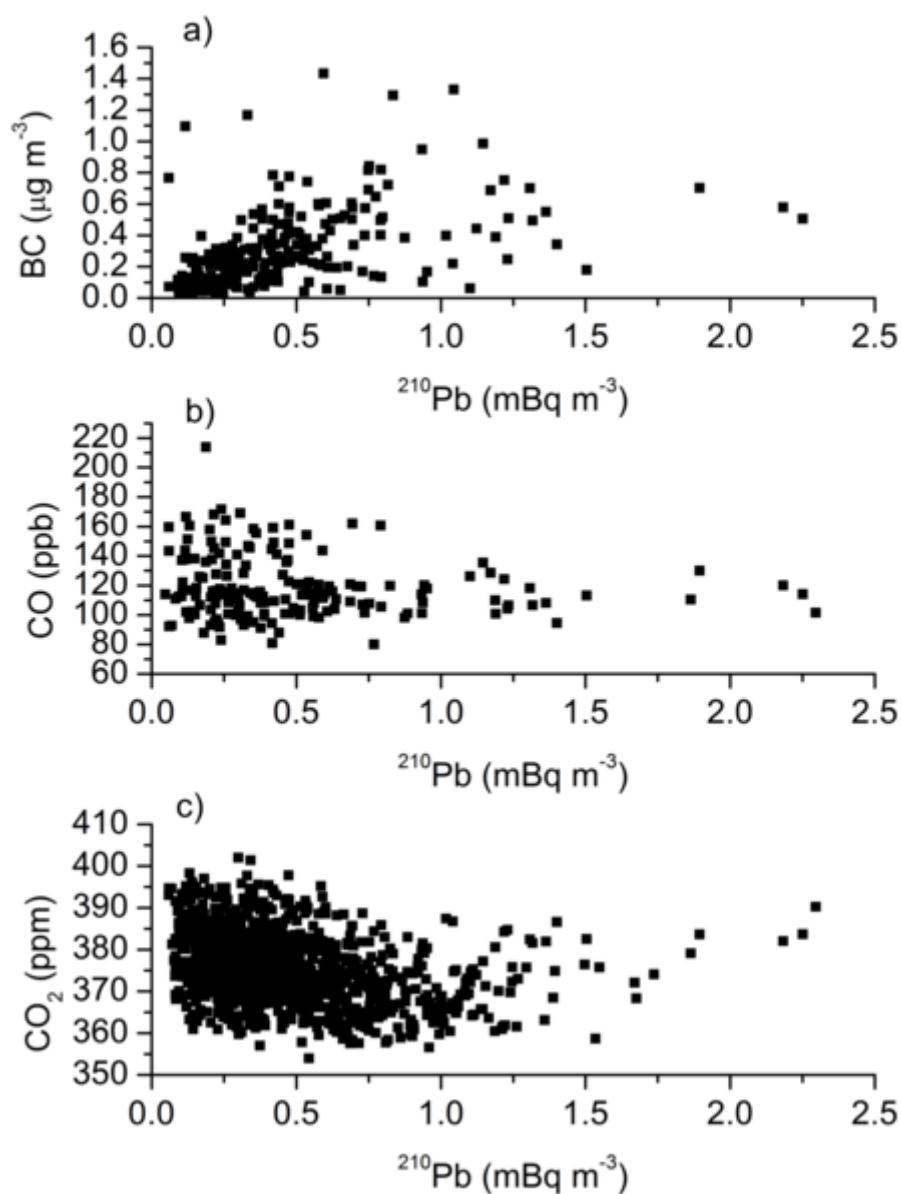 a)
1.6
1.4
1.2
1.0
0.8
0.6
0.4
0.2
0.0
BC (μg m⁻³)
0.0 0.5 1.0 1.5 2.0 2.5
²¹⁰Pb (mBq m⁻³)
b)
220
200
180
160
140
120
100
80
60
CO (ppb)
0.0 0.5 1.0 1.5 2.0 2.5
²¹⁰Pb (mBq m⁻³)
c)
410
400
390
380
370
360
350
CO₂ (ppm)
0.0 0.5 1.0 1.5 2.0 2.5
²¹⁰Pb (mBq m⁻³)